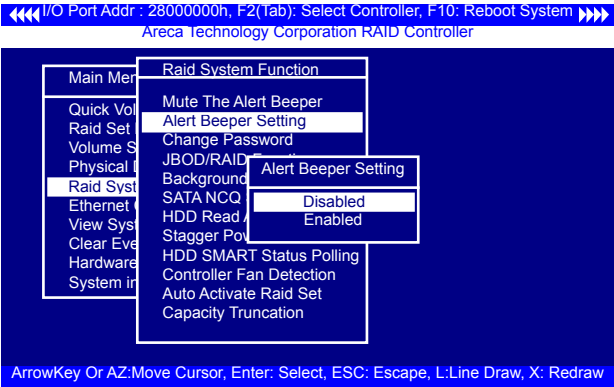 I/O Port Addr : 28000000h, F2(Tab): Select Controller, F10: Reboot System
Areca Technology Corporation RAID Controller
Main Men
Quick Vol
Raid Set
Volume S
Physical
Raid Syst
Ethernet
View Syst
Clear Eve
Hardware
System in
Raid System Function
Mute The Alert Beeper
Alert Beeper Setting
Change Password
JBOD/RAID
Background
SATA NCQ
HDD Read
Stagger Pow
HDD SMART Status Polling
Controller Fan Detection
Auto Activate Raid Set
Capacity Truncation
Alert Beeper Setting
Disabled
Enabled
ArrowKey Or AZ:Move Cursor, Enter: Select, ESC: Escape, L:Line Draw, X: Redraw